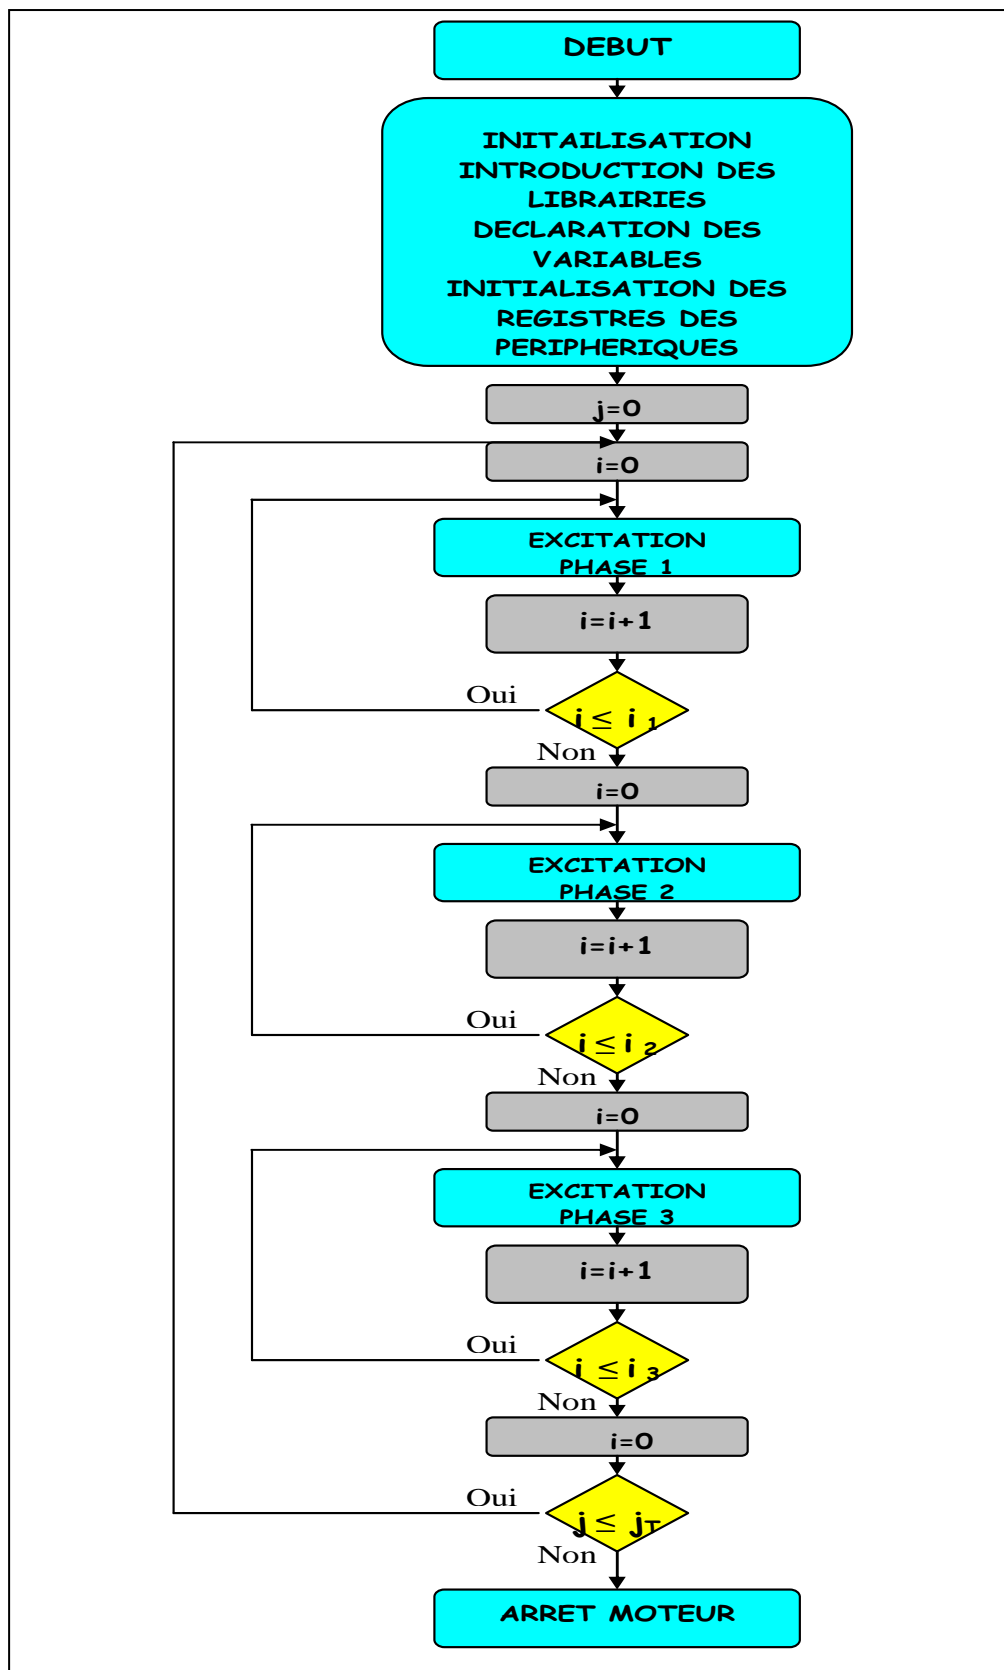 DEBUT
INITAILISATION
INTRODUCTION DES
LIBRAIRIES
DECLARATION DES
VARIABLES
INITIALISATION DES
REGISTRES DES
PERIPHERIQUES
j=0
i=0
EXCITATION
PHASE 1
i=i+1
Oui
i ≤ i 1
Non
i=0
EXCITATION
PHASE 2
i=i+1
Oui
i ≤ i 2
Non
i=0
EXCITATION
PHASE 3
i=i+1
Oui
i ≤ i 3
Non
i=0
Oui
j ≤ jT
Non
ARRET MOTEUR